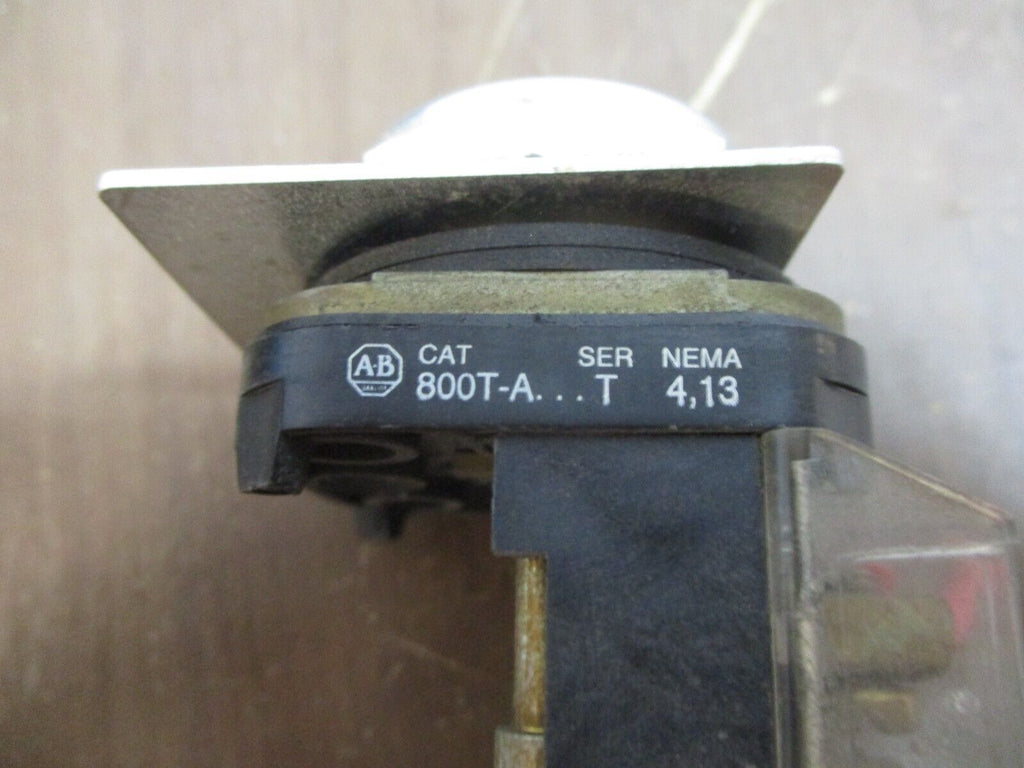 A-B CAT SER NEMA
800T-A...T 4,13